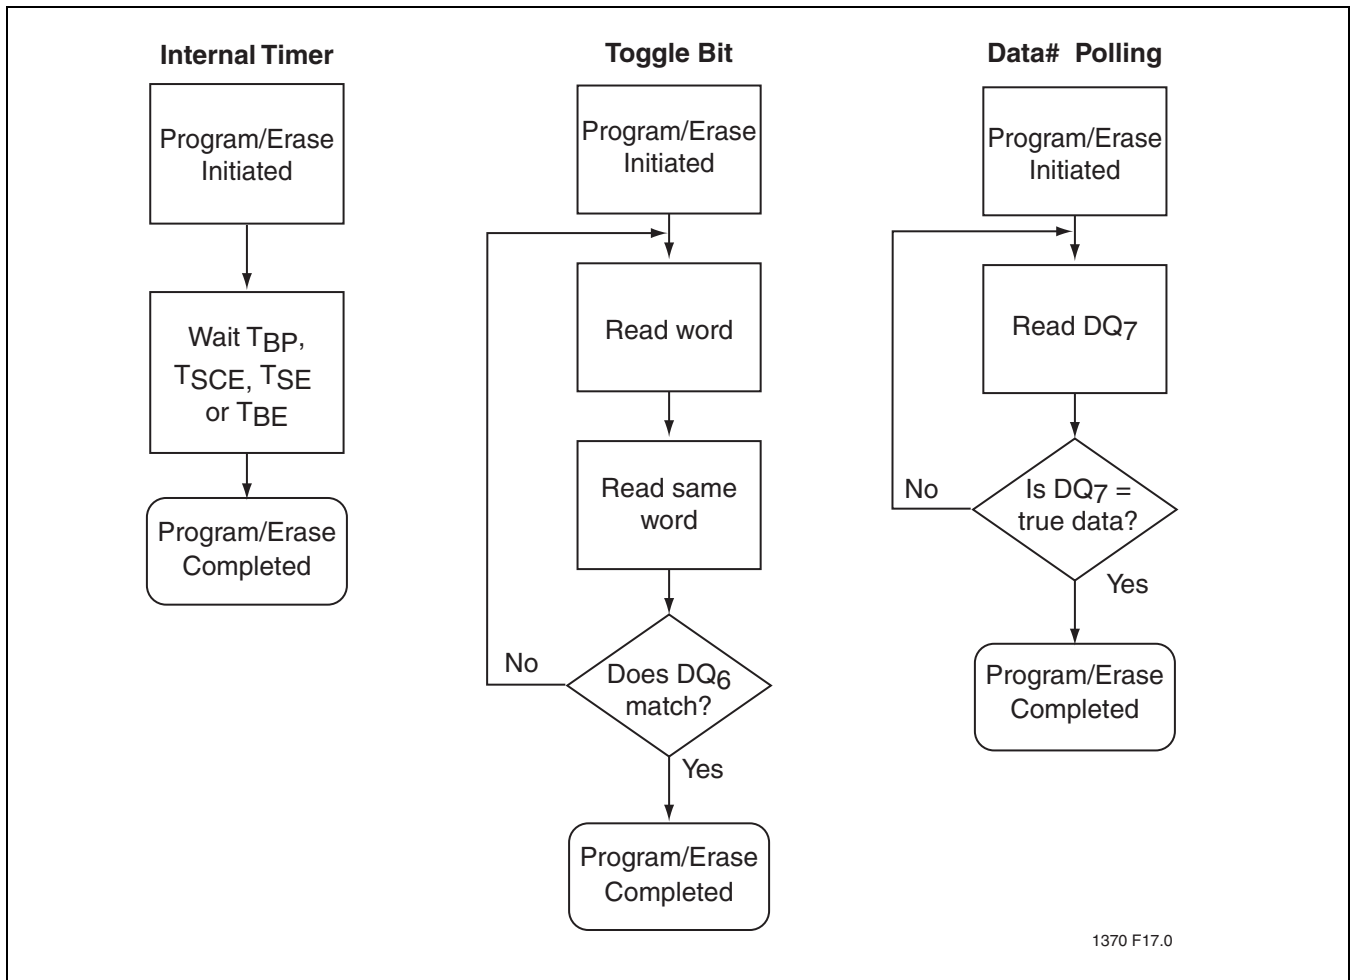 Internal Timer
Program/Erase
Initiated
Wait TBP,
TSCE, TSE
or TBE
Program/Erase
Completed
Toggle Bit
Program/Erase
Initiated
Read word
Read same
word
Does DQ6
match?
No
Yes
Program/Erase
Completed
Data# Polling
Program/Erase
Initiated
Read DQ7
Is DQ7 =
true data?
No
Yes
Program/Erase
Completed
1370 F17.0